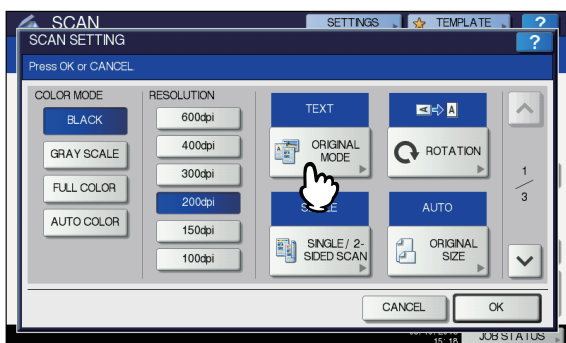 SCAN
SETTINGS
TEMPLATE
?
SCAN SETTING
?
Press OK or CANCEL
COLOR MODE
BLACK
GRAY SCALE
FULL COLOR
AUTO COLOR
RESOLUTION
600dpi
400dpi
300dpi
200dpi
150dpi
100dpi
TEXT
ORIGINAL
MODE
A A
ROTATION
SINGLE / 2-
SIDED SCAN
AUTO
ORIGINAL
SIZE
1
3
CANCEL
OK
15: 18
JOB STATUS